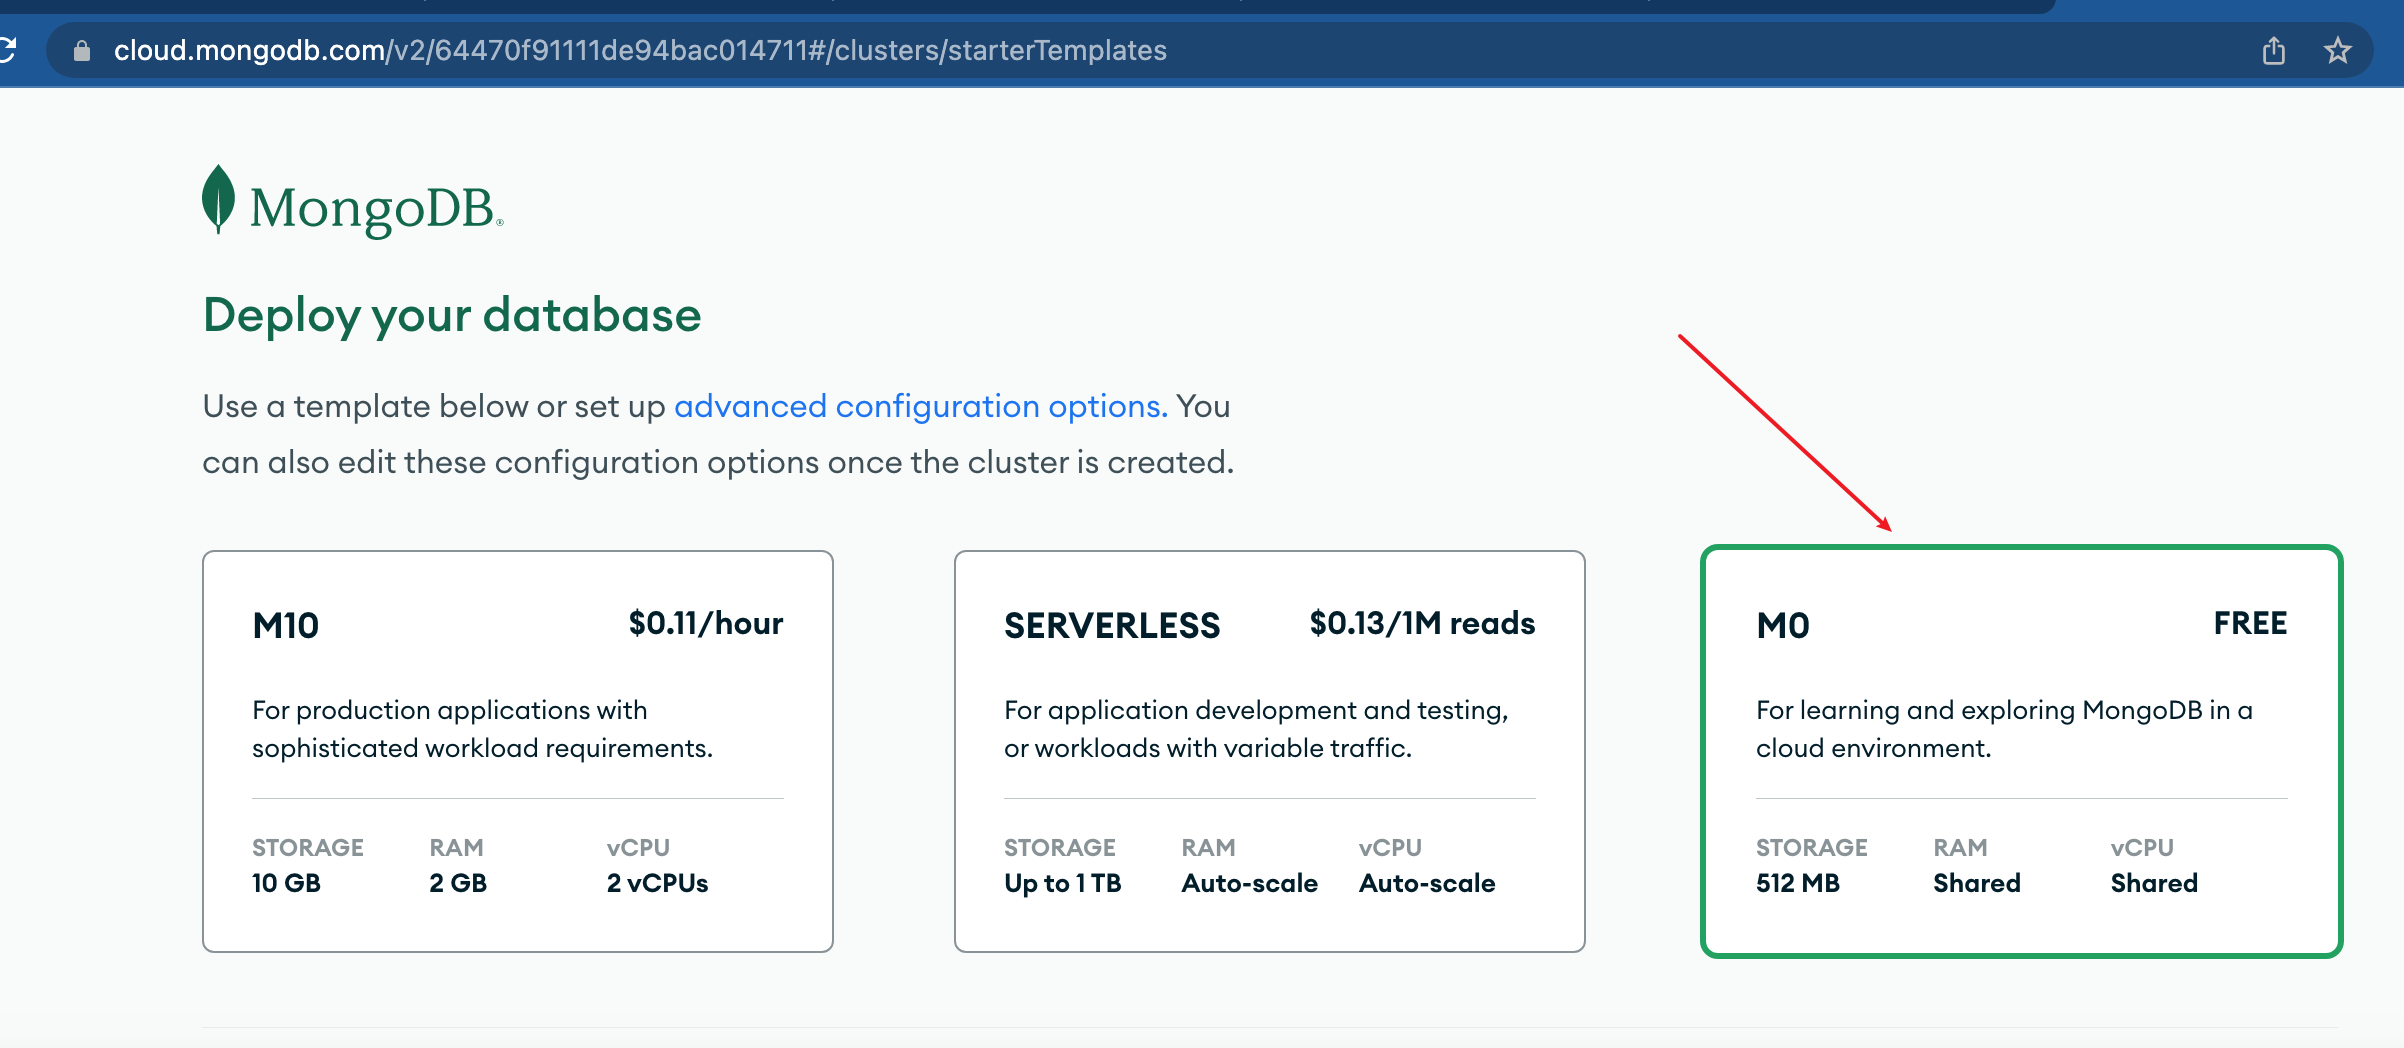 cloud.mongodb.com/v2/64470f91111de94bac014711#/clusters/starterTemplates
MongoDB®
Deploy your database
Use a template below or set up advanced configuration options. You
can also edit these configuration options once the cluster is created.
M10 $0.11/hour
For production applications with
sophisticated workload requirements.
STORAGE RAM vCPU
10 GB 2 GB 2 vCPUs
SERVERLESS $0.13/1M reads
For application development and testing,
or workloads with variable traffic.
STORAGE RAM vCPU
Up to 1 TB Auto-scale Auto-scale
M0 FREE
For learning and exploring MongoDB in a
cloud environment.
STORAGE RAM vCPU
512 MB Shared Shared